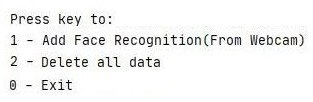 Press key to:
1 - Add Face Recognition(From Webcam)
2 - Delete all data
0 - Exit